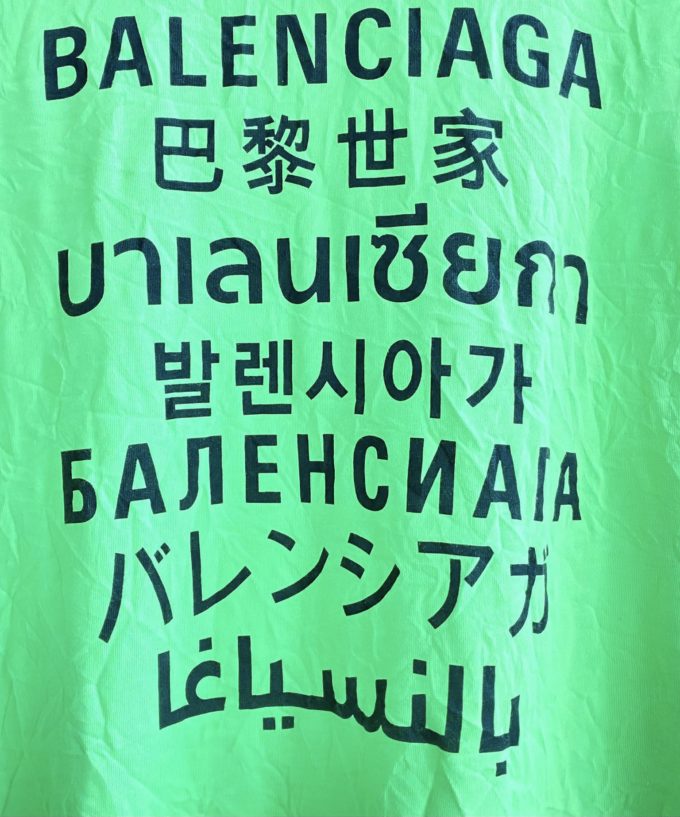 BALENCIAGA
巴黎世家
บาเลนเซียกา
발렌시아가
БАЛЕНСИАГА
バレンシアガ
بالنسياغا